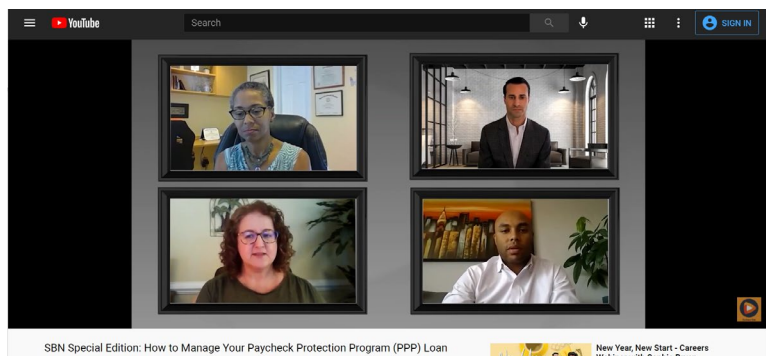 YouTube
Search
SIGN IN
SBN Special Edition: How to Manage Your Paycheck Protection Program (PPP) Loan
New Year, New Start - Careers